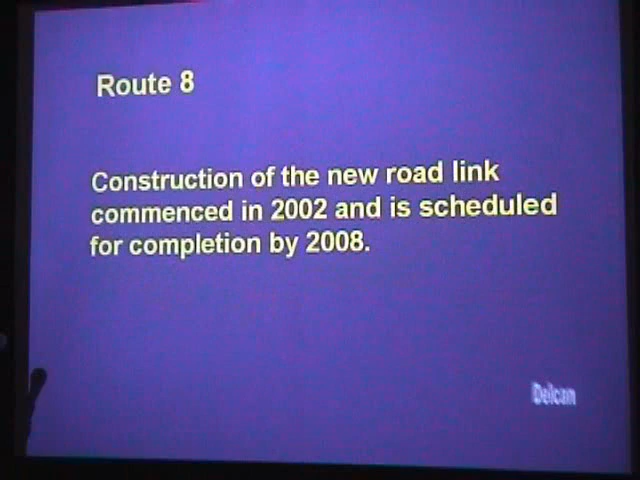 Route 8
Construction of the new road link
commenced in 2002 and is scheduled
for completion by 2008.
Delcan